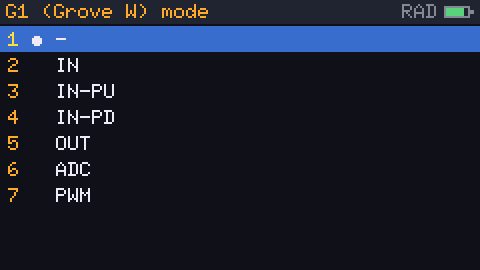 G1 (Grove W) mode RAD
1 ● -
2 IN
3 IN-PU
4 IN-PD
5 OUT
6 ADC
7 PWM